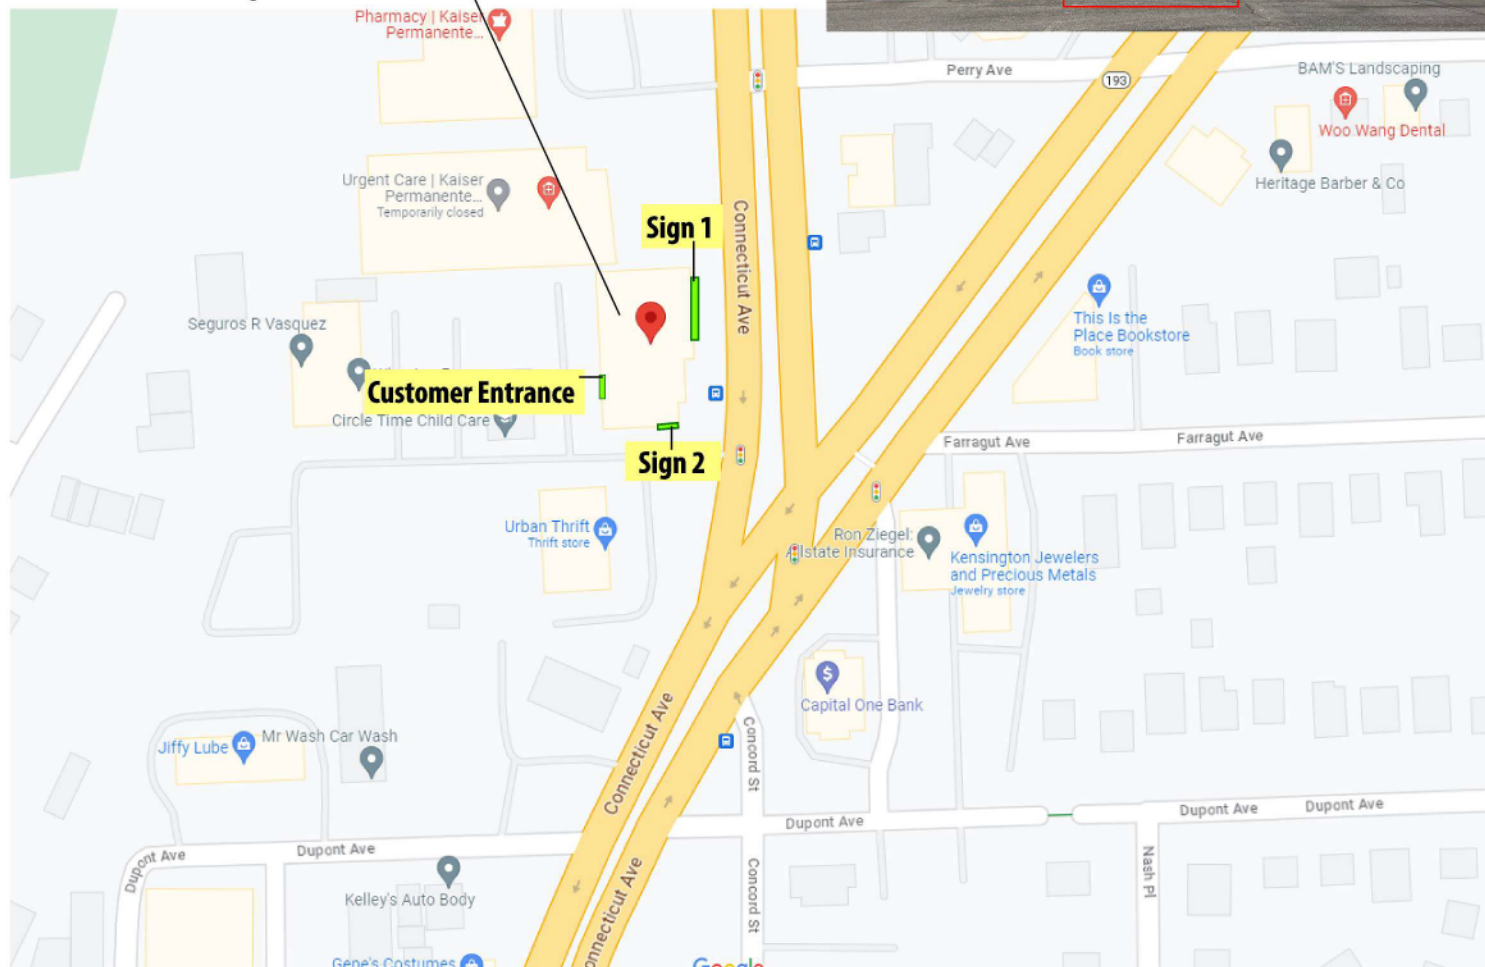 Pharmacy | Kaiser
Permanente...
Perry Ave
193
BAM'S Landscaping
Woo Wang Dental
Heritage Barber & Co
Urgent Care | Kaiser
Permanente...
Temporarily closed
Sign 1
Connecticut Ave
Seguros R Vasquez
This Is the
Place Bookstore
Book store
Customer Entrance
Circle Time Child Care
Sign 2
Farragut Ave
Farragut Ave
Urban Thrift
Thrift store
Ron Ziegel:
Allstate Insurance
Kensington Jewelers
and Precious Metals
Jewelry store
$
Capital One Bank
Jiffy Lube
Mr Wash Car Wash
Connecticut Ave
Concord St
Dupont Ave
Dupont Ave
Dupont Ave
Dupont Ave
Dupont Ave
Kelley's Auto Body
Connecticut Ave
Concord St
Nash Pl
Gene's Costumes
Google